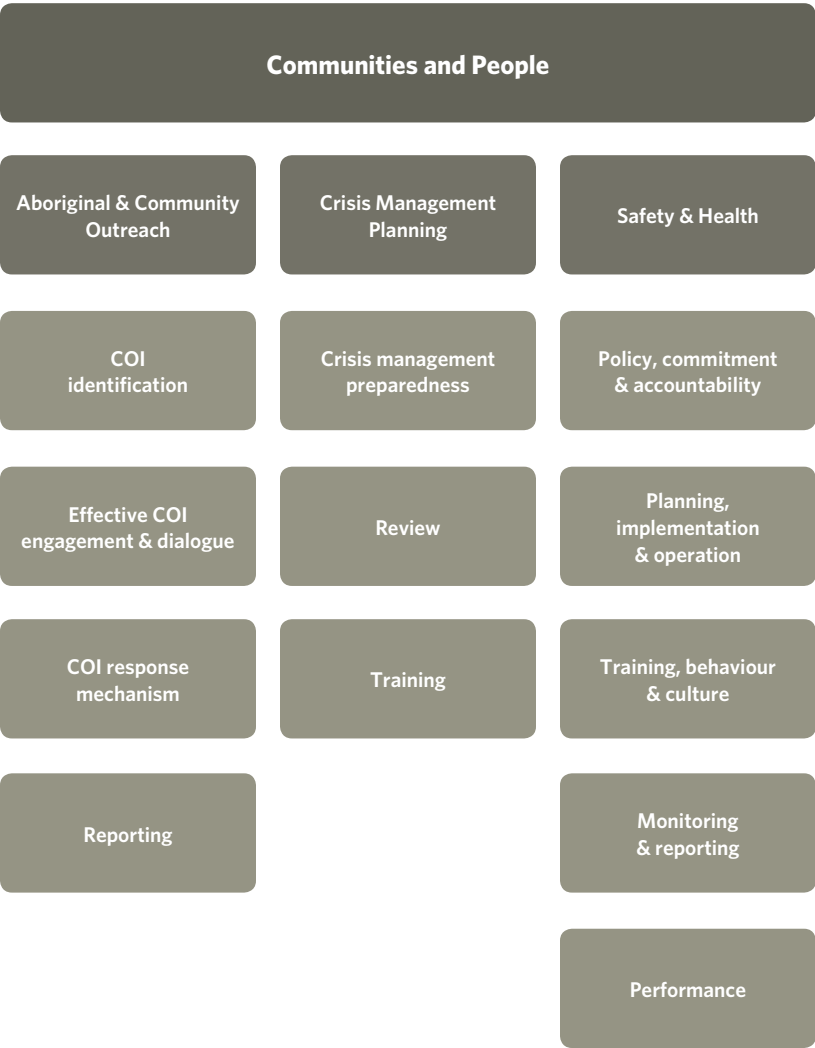 Communities and People
Aboriginal & Community
Outreach
Crisis Management
Planning
Safety & Health
COI
identification
Crisis management
preparedness
Policy, commitment
& accountability
Effective COI
engagement & dialogue
Review
Planning,
implementation
& operation
COI response
mechanism
Training
Training, behaviour
& culture
Reporting
Monitoring
& reporting
Performance